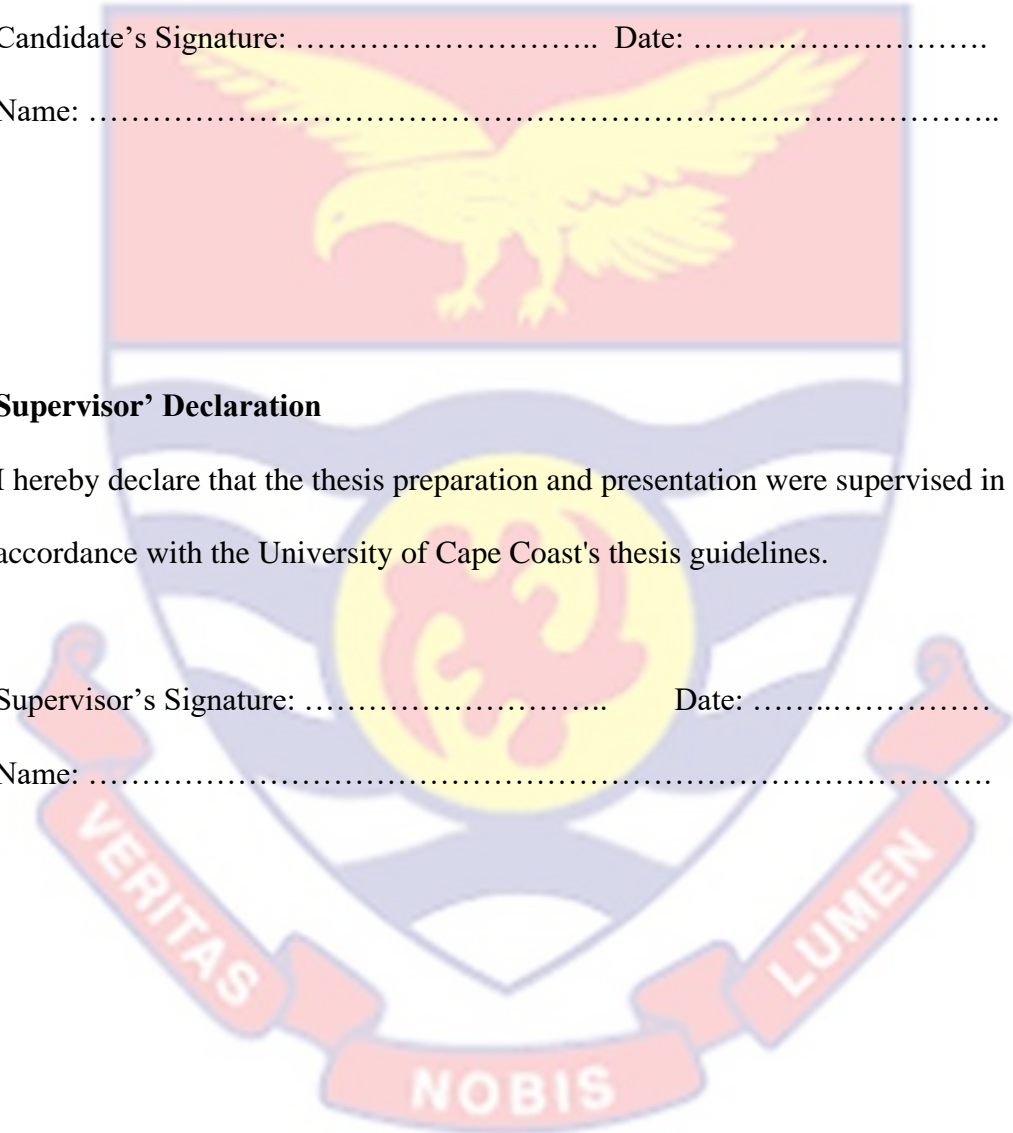 Candidate’s Signature: ……………………….. Date: ……………………….
Name: …………………………………………………………………………..
Supervisor’ Declaration
I hereby declare that the thesis preparation and presentation were supervised in
accordance with the University of Cape Coast's thesis guidelines.
Supervisor’s Signature: ……………………….. Date: ……..……………
Name: ………………………………………………………………………….
VERITAS
NOBIS
LUMEN